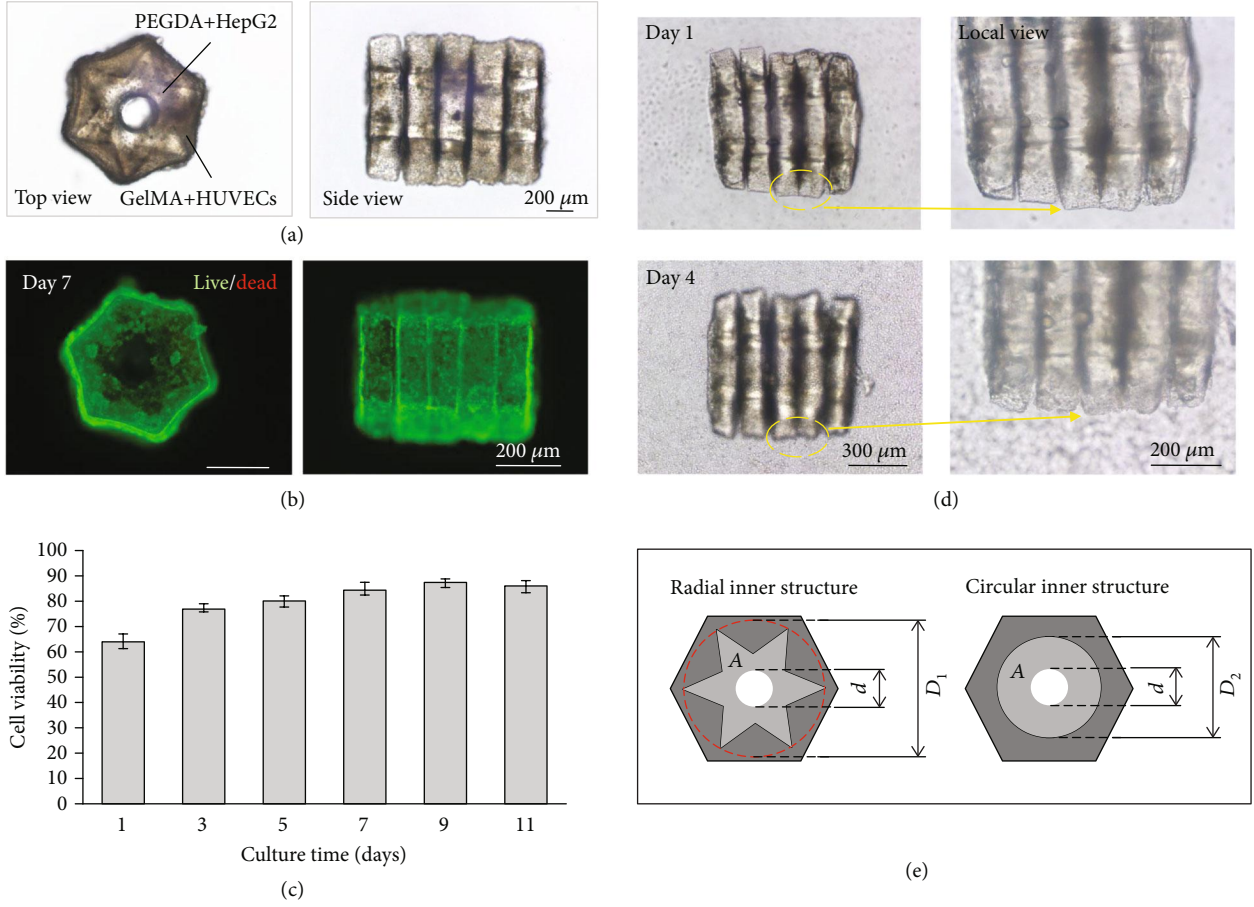 PEGDA+HepG2
Top view
GelMA+HUVECs
Side view
200 μm
(a)
Day 7
Live/dead
200 μm
(b)
Cell viability (%)
100
90
80
70
60
50
40
30
20
10
0
1 3 5 7 9 11
Culture time (days)
(c)
Day 1
Local view
Day 4
300 μm
200 μm
(d)
Radial inner structure
Circular inner structure
A
d
D1
A
d
D2
(e)